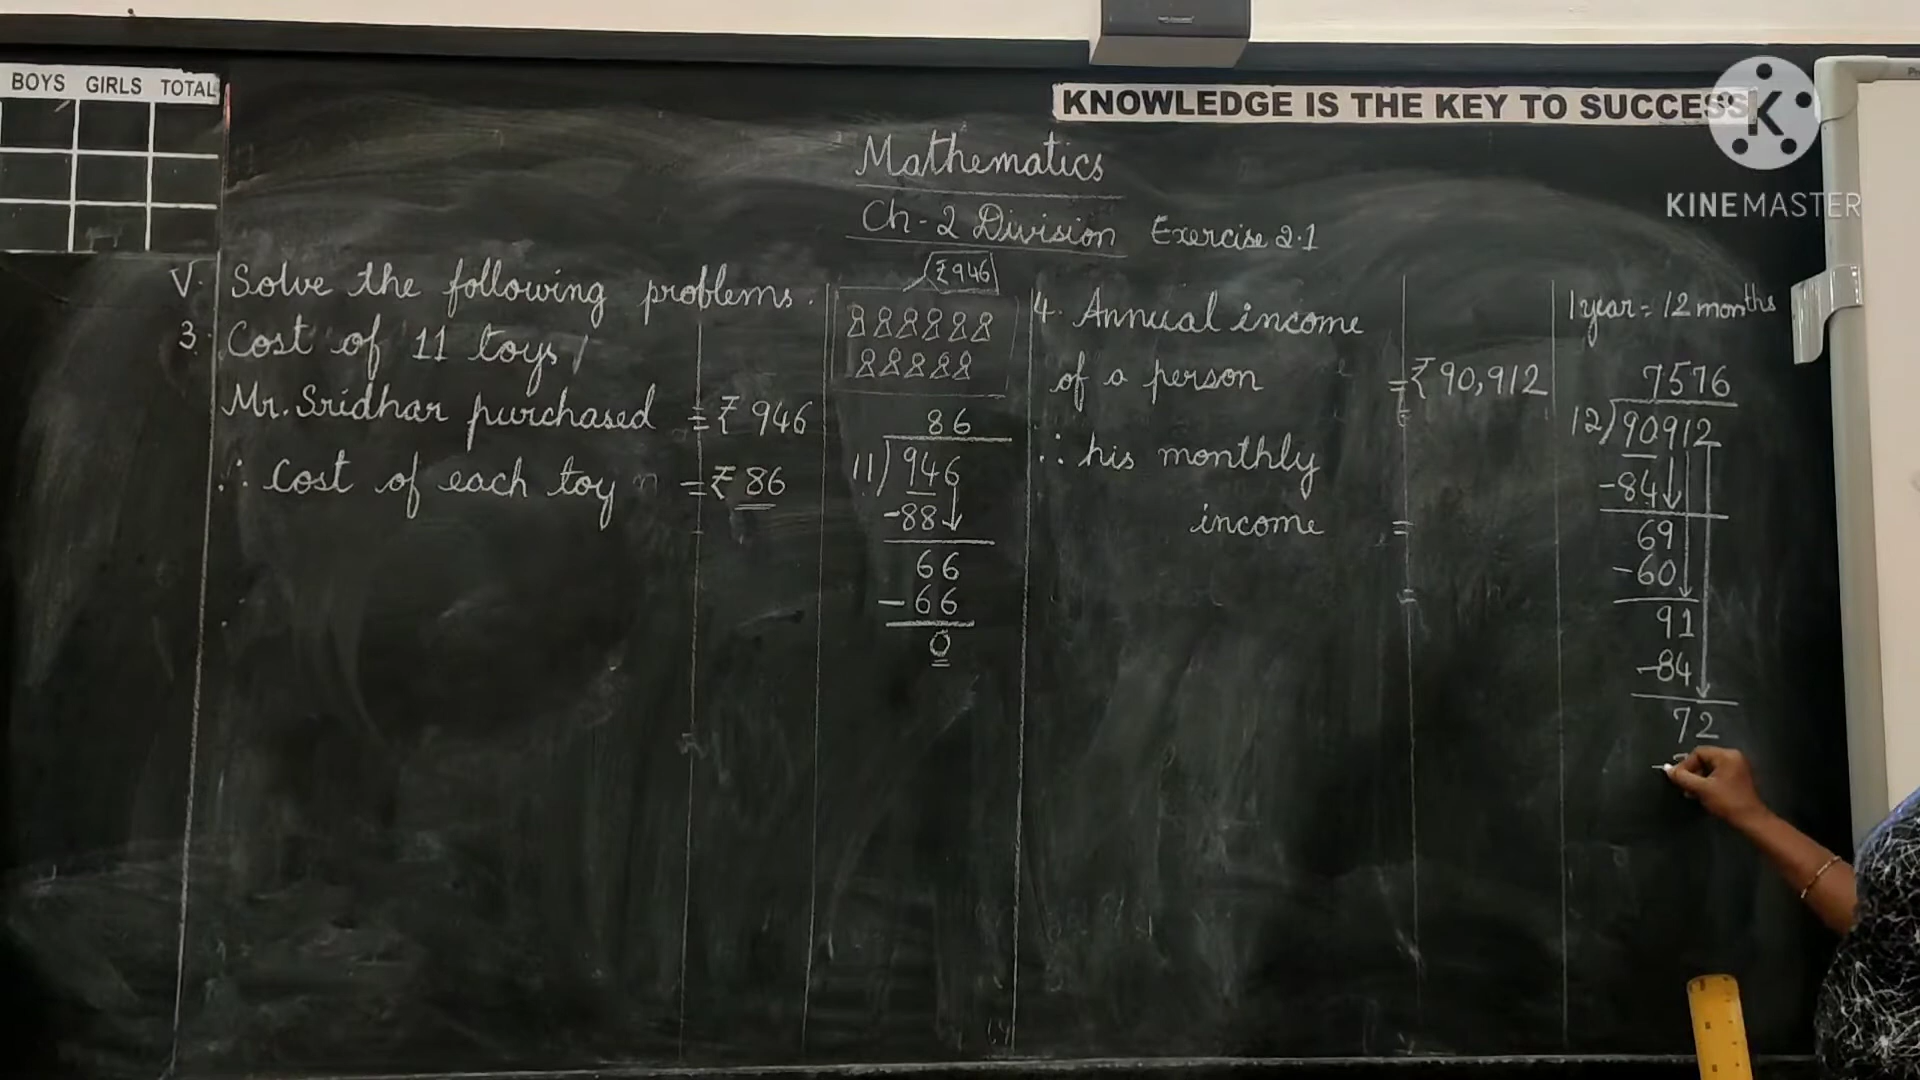 BOYS GIRLS TOTAL
KNOWLEDGE IS THE KEY TO SUCCESS
K
KINEMASTER
Mathematics
Ch-2 Division Exercise 2.1
V. Solve the following problems.
3. Cost of 11 toys
Mr. Sridhar purchased = ₹ 946
∴ Cost of each toy = ₹ 86
₹946
86
11) 946
-88
66
-66
0
4. Annual income
of a person = ₹ 90,912
∴ his monthly
income =
1 year = 12 months
7576
12) 90912
-84
69
-60
91
-84
72